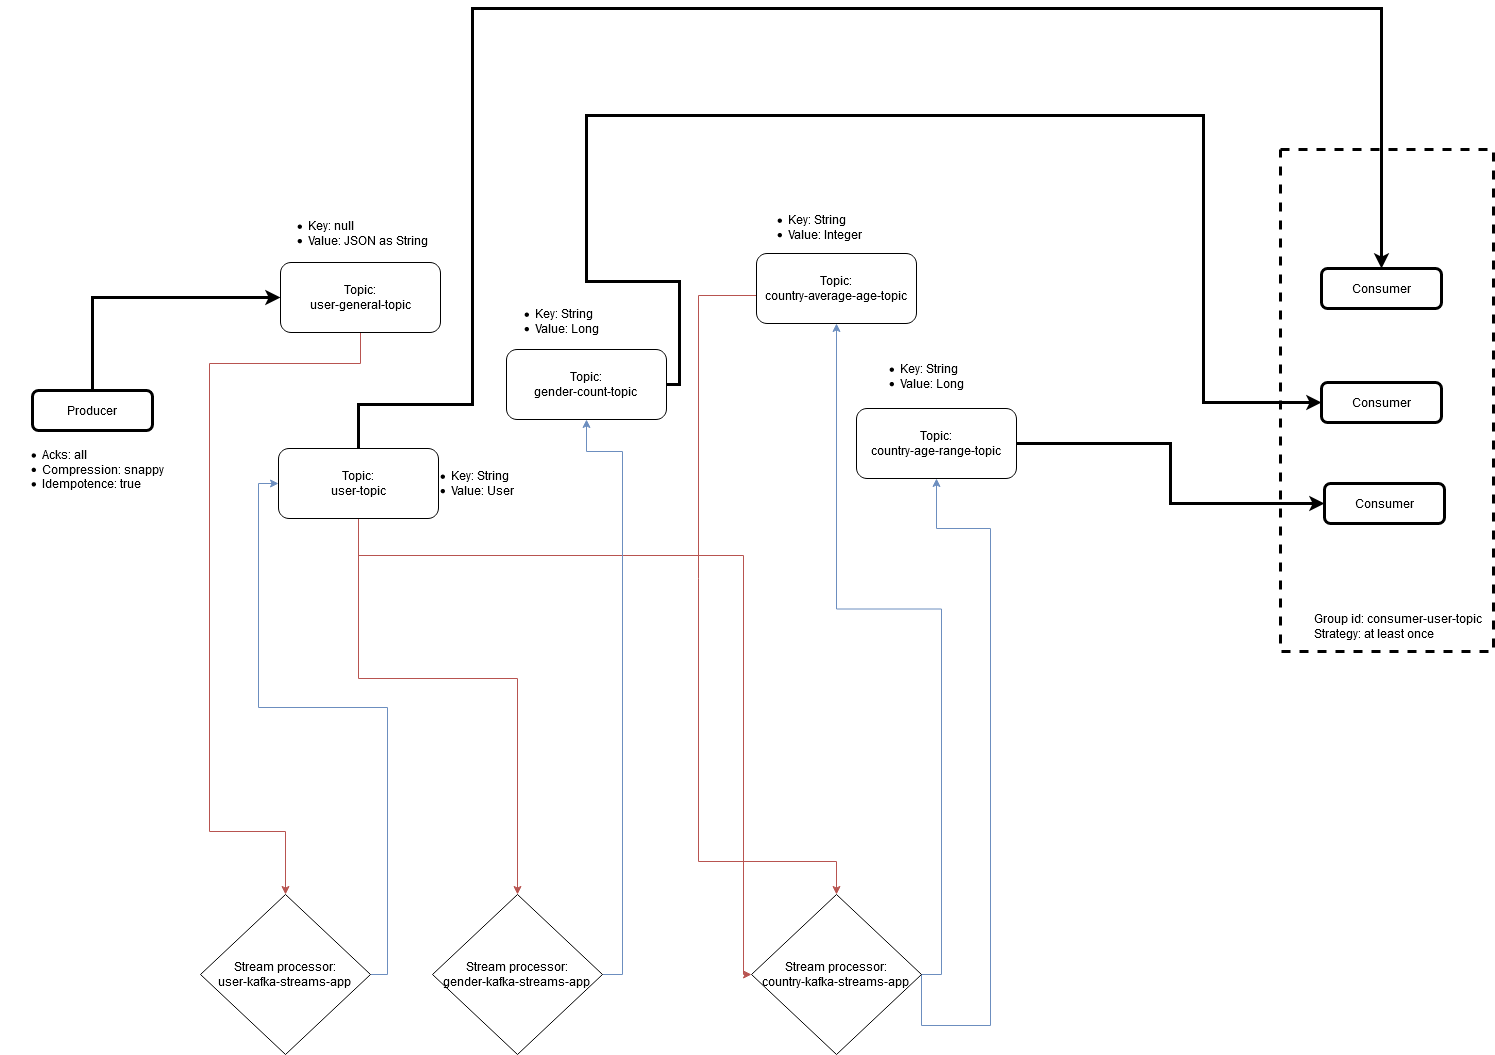 Key: null
Value: JSON as String
Topic:
user-general-topic
Producer
Acks: all
Compression: snappy
Idempotence: true
Topic:
user-topic
Key: String
Value: User
Key: String
Value: Long
Topic:
gender-count-topic
Key: String
Value: Integer
Topic:
country-average-age-topic
Key: String
Value: Long
Topic:
country-age-range-topic
Consumer
Consumer
Consumer
Group id: consumer-user-topic
Strategy: at least once
Stream processor:
user-kafka-streams-app
Stream processor:
gender-kafka-streams-app
Stream processor:
country-kafka-streams-app